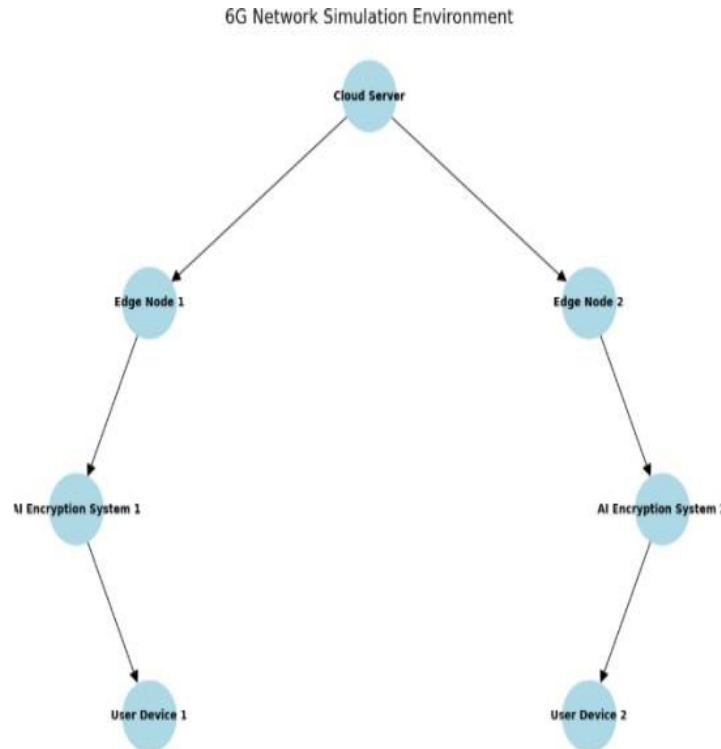 6G Network Simulation Environment
Cloud Server
Edge Node 1
Edge Node 2
AI Encryption System 1
AI Encryption System
User Device 1
User Device 2